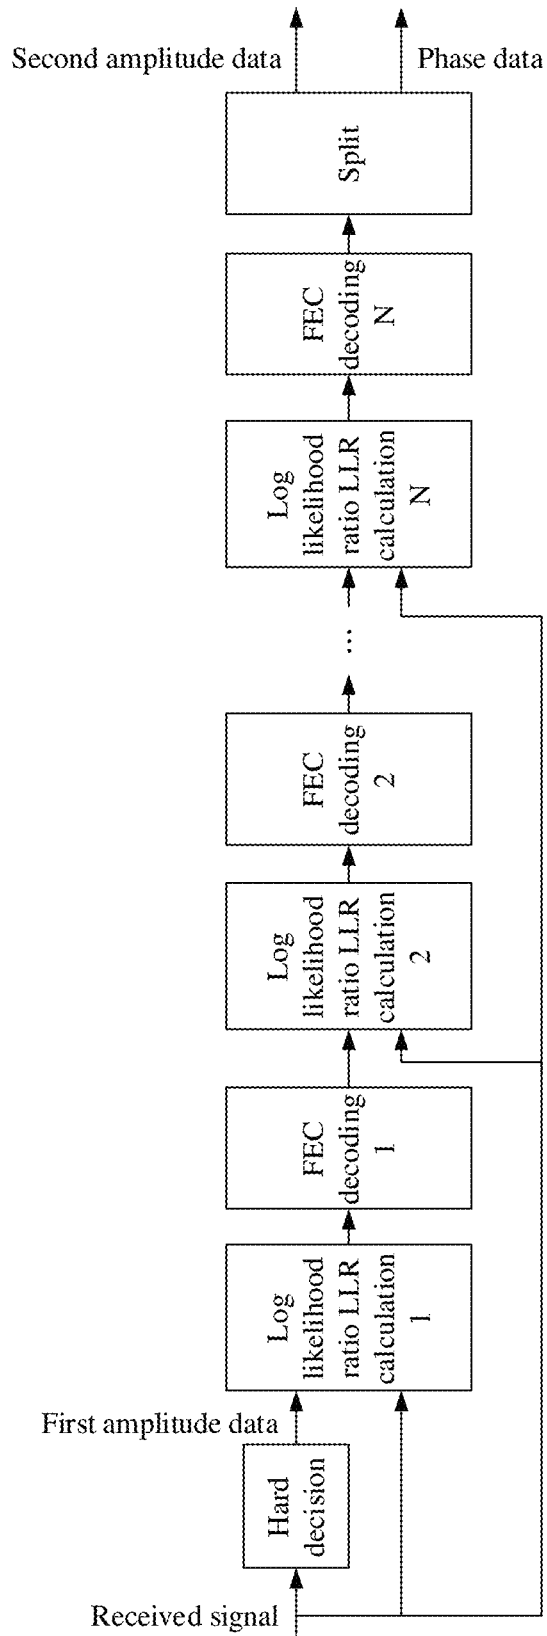 Second amplitude data
Phase data
Split
FEC
decoding
N
Log
likelihood
ratio LLR
calculation
N
...
FEC
decoding
2
Log
likelihood
ratio LLR
calculation
2
FEC
decoding
1
Log
likelihood
ratio LLR
calculation
1
First amplitude data
Hard
decision
Received signal